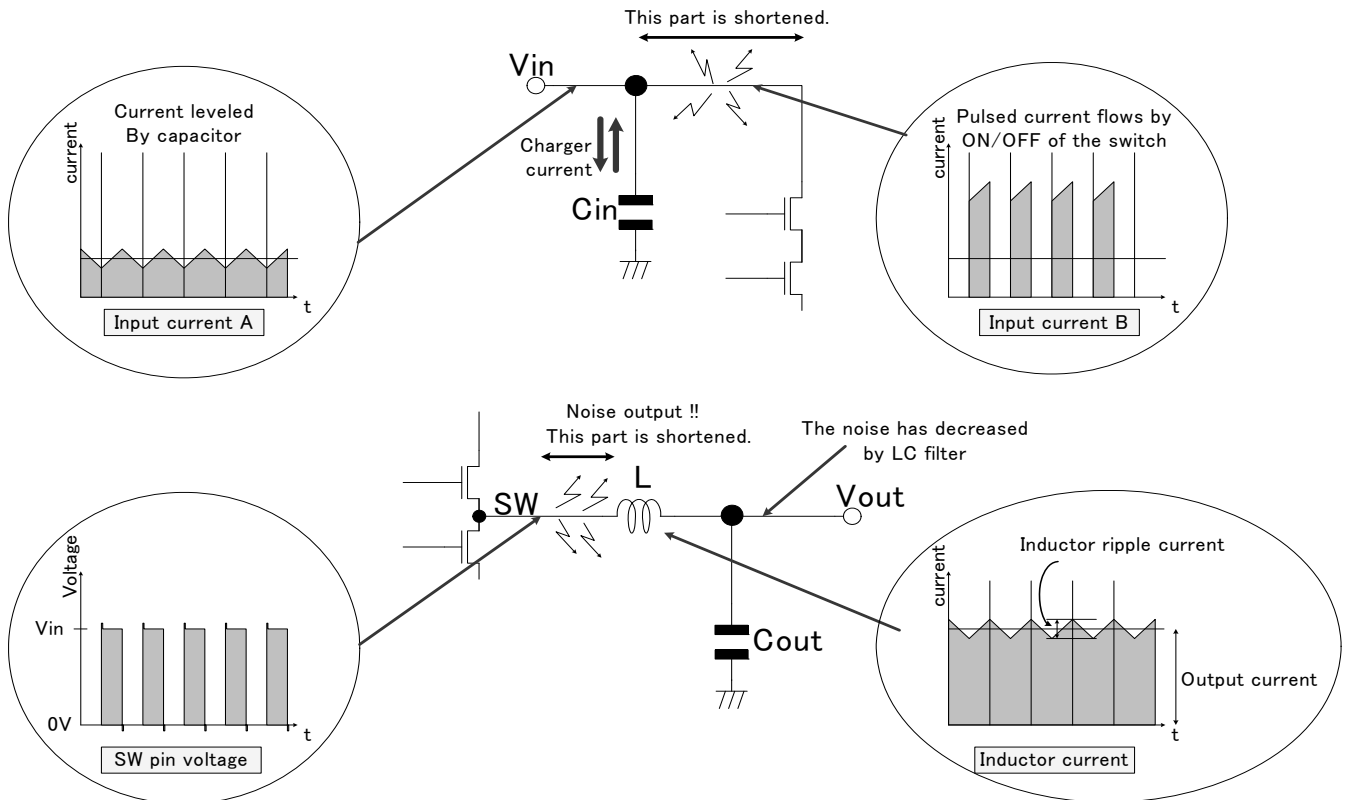 This part is shortened.
Vin
Current leveled
By capacitor
current
t
Input current A
Charger
current
Cin
Pulsed current flows by
ON/OFF of the switch
current
t
Input current B
Noise output !!
This part is shortened.
The noise has decreased
by LC filter
SW
L
Vout
Cout
Voltage
Vin
0V
t
SW pin voltage
Inductor ripple current
current
Output current
t
Inductor current